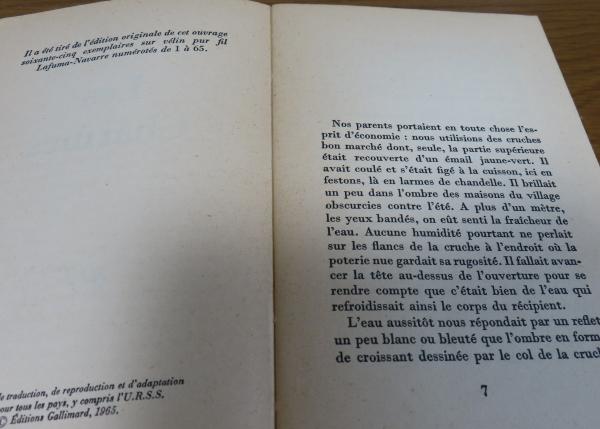 Il a été tiré de l'édition originale de cet ouvrage
soixante-cinq exemplaires sur vélin pur fil
Lafuma-Navarre numérotés de 1 à 65.
de traduction, de reproduction et d'adaptation
pour tous les pays, y compris l'U.R.S.S.
© Éditions Gallimard, 1965.
Nos parents portaient en toute chose l'es-
prit d'économie : nous utilisions des cruches
bon marché dont, seule, la partie supérieure
était recouverte d'un émail jaune-vert. Il
avait coulé et s'était figé à la cuisson, ici en
festons, là en larmes de chandelle. Il brillait
un peu dans l'ombre des maisons du village
obscurcies contre l'été. A plus d'un mètre,
les yeux bandés, on eût senti la fraîcheur de
l'eau. Aucune humidité pourtant ne perlait
sur les flancs de la cruche à l'endroit où la
poterie nue gardait sa rugosité. Il fallait avan-
cer la tête au-dessus de l'ouverture pour se
rendre compte que c'était bien de l'eau qui
refroidissait ainsi le corps du récipient.
L'eau aussitôt nous répondait par un reflet
un peu blanc ou bleuté que l'ombre en form
de croissant dessinée par le col de la cruch
7